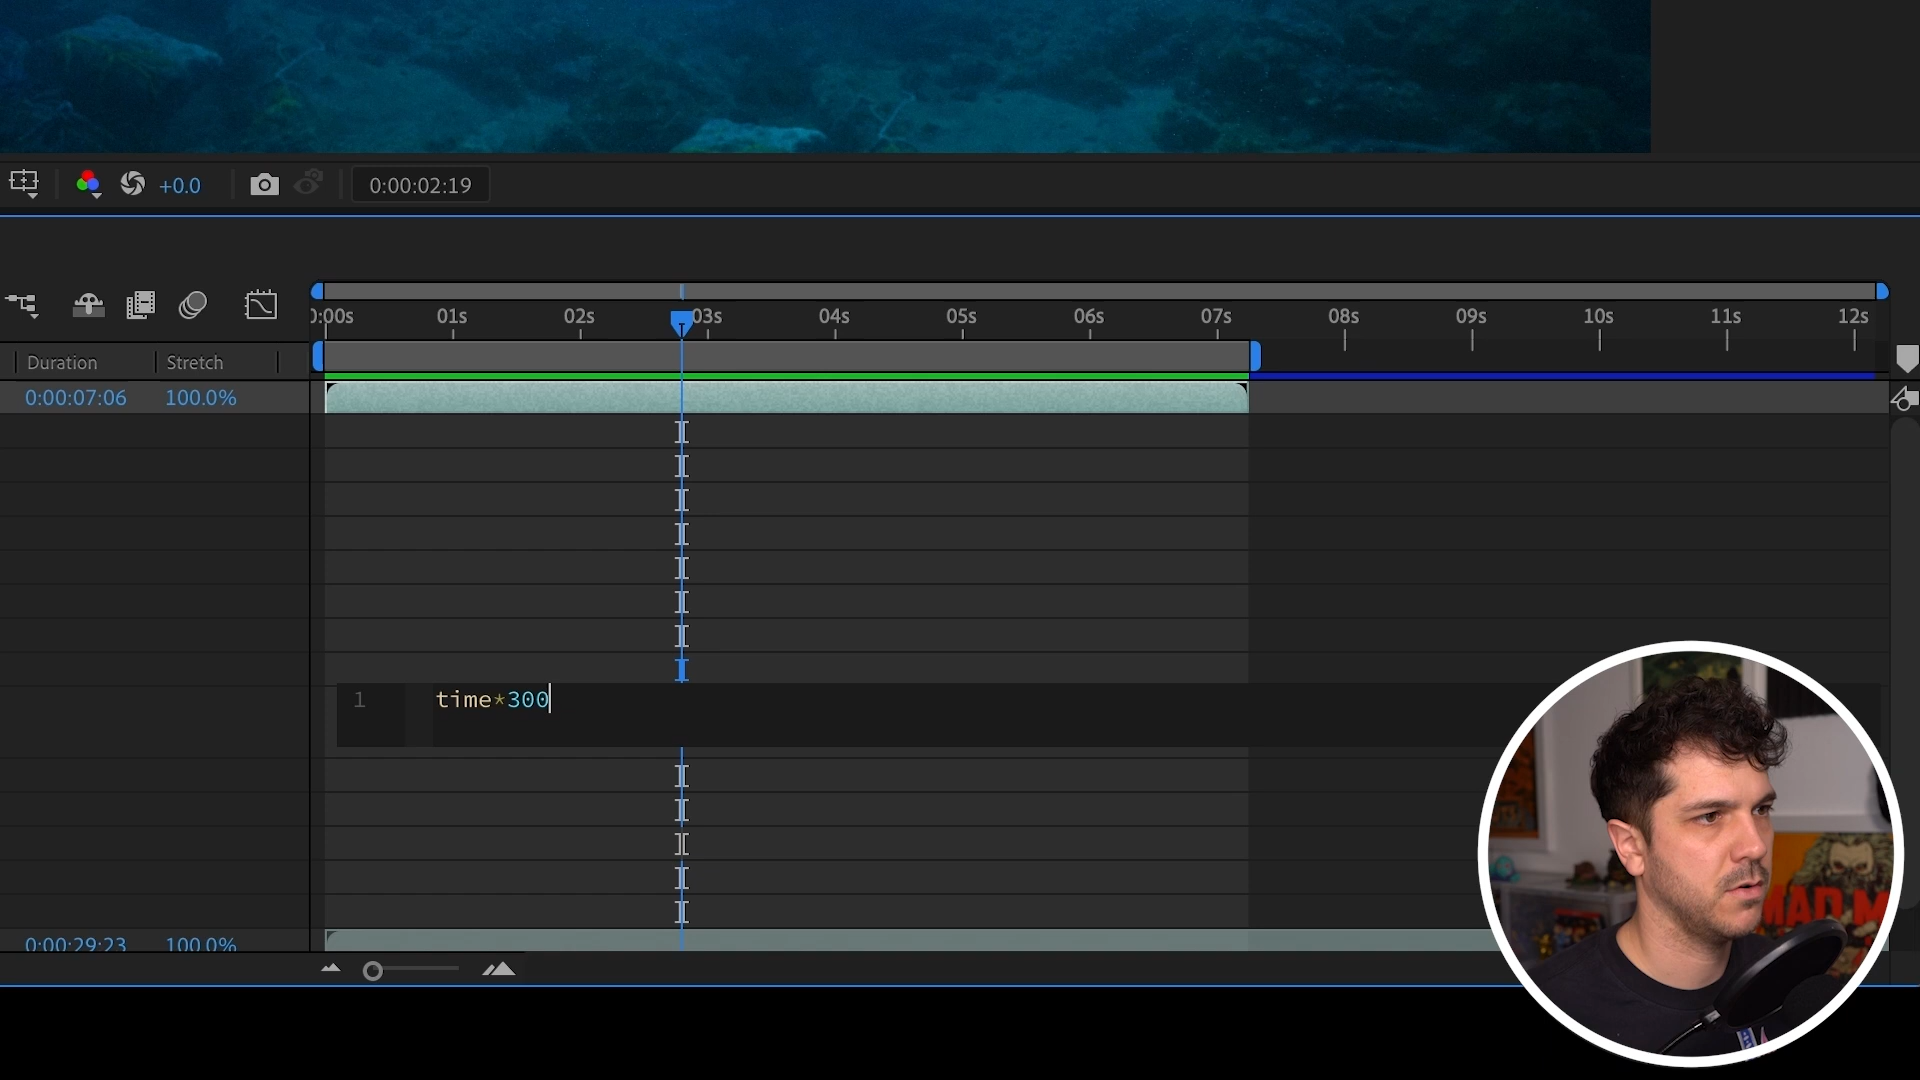 +0.0
0:00:02:19
0:00s 01s 02s 03s 04s 05s 06s 07s 08s 09s 10s 11s 12s
Duration Stretch
0:00:07:06 100.0%
1 time*300
0:00:29:23 100.0%
MAD M